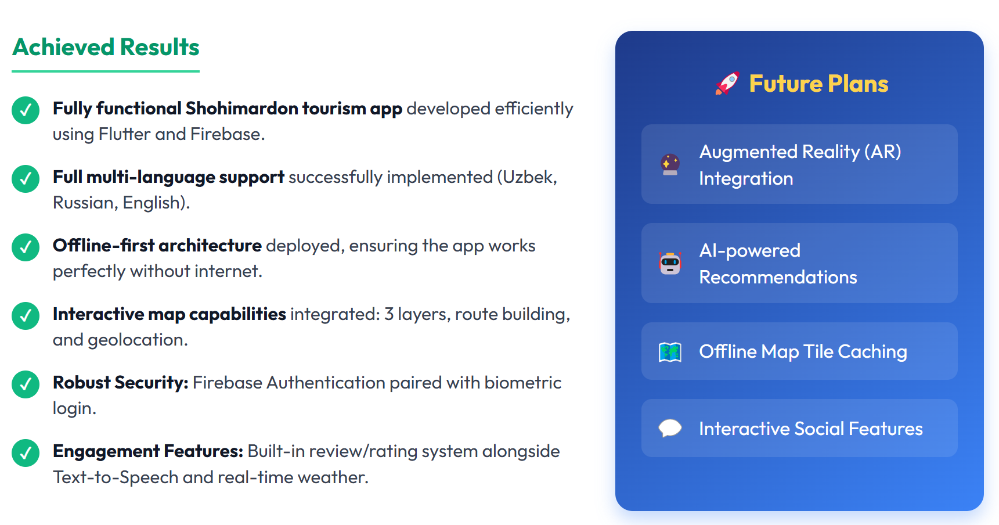 Achieved Results
Fully functional Shohimardon tourism app developed efficiently
using Flutter and Firebase.
Full multi-language support successfully implemented (Uzbek,
Russian, English).
Offline-first architecture deployed, ensuring the app works
perfectly without internet.
Interactive map capabilities integrated: 3 layers, route building,
and geolocation.
Robust Security: Firebase Authentication paired with biometric
login.
Engagement Features: Built-in review/rating system alongside
Text-to-Speech and real-time weather.
Future Plans
Augmented Reality (AR)
Integration
AI-powered
Recommendations
Offline Map Tile Caching
Interactive Social Features